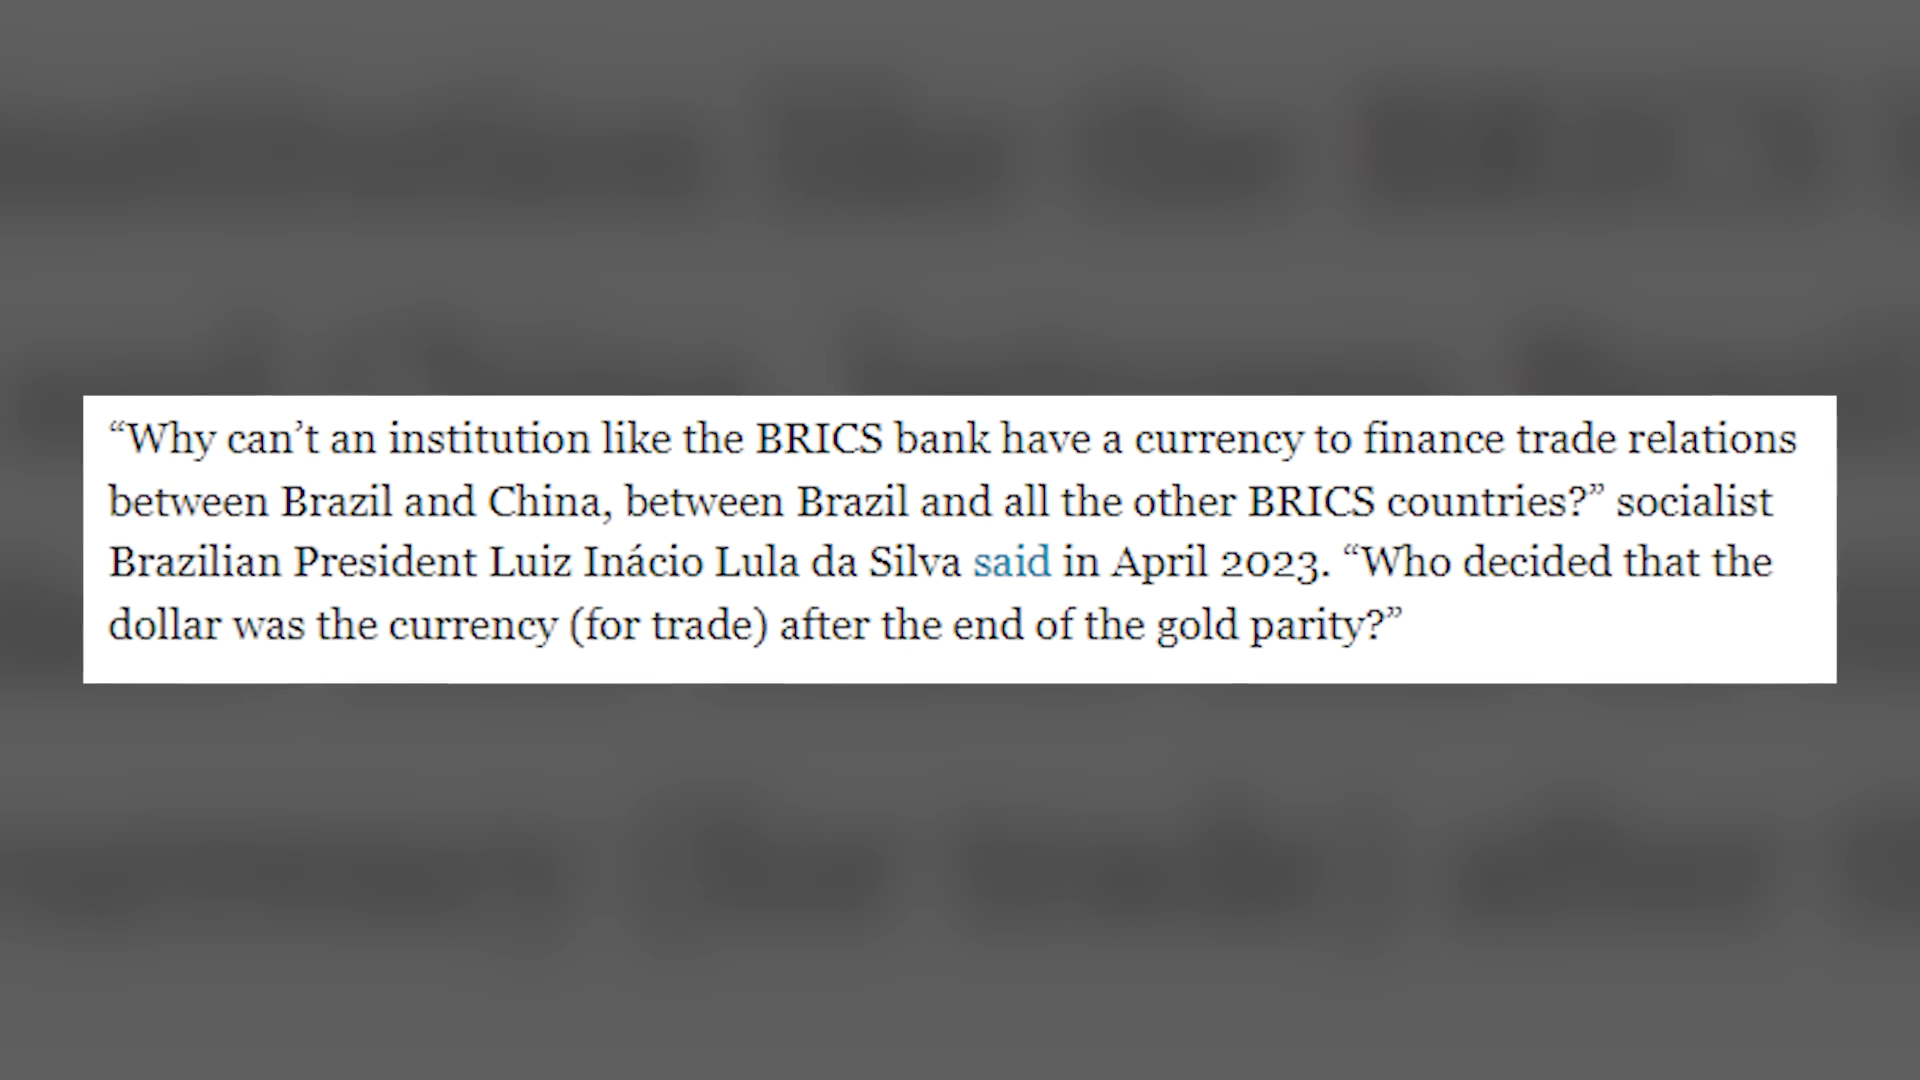 “Why can’t an institution like the BRICS bank have a currency to finance trade relations
between Brazil and China, between Brazil and all the other BRICS countries?” socialist
Brazilian President Luiz Inácio Lula da Silva said in April 2023. “Who decided that the
dollar was the currency (for trade) after the end of the gold parity?”